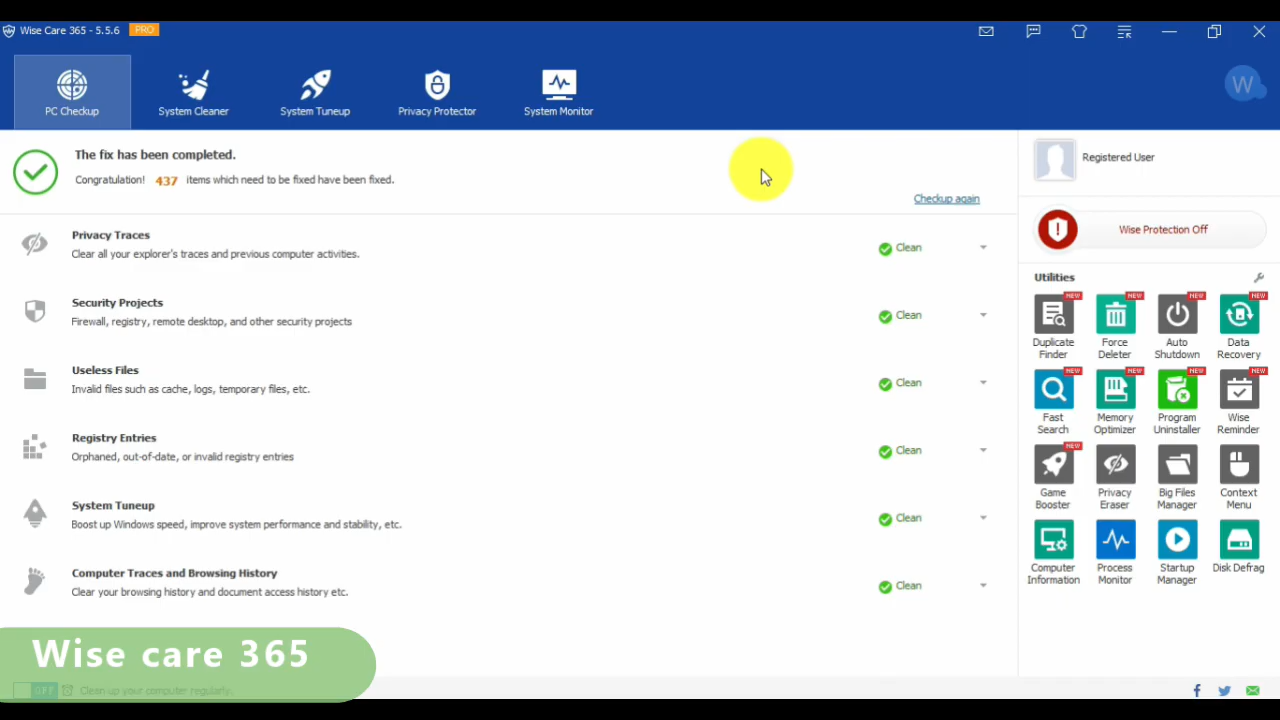 Wise Care 365 - 5.5.6 PRO
PC Checkup
System Cleaner
System Tuneup
Privacy Protector
System Monitor
W
The fix has been completed.
Congratulation! 437 items which need to be fixed have been fixed.
Checkup again
Privacy Traces
Clear all your explorer's traces and previous computer activities.
Clean
Security Projects
Firewall, registry, remote desktop, and other security projects
Clean
Useless Files
Invalid files such as cache, logs, temporary files, etc.
Clean
Registry Entries
Orphaned, out-of-date, or invalid registry entries
Clean
System Tuneup
Boost up Windows speed, improve system performance and stability, etc.
Clean
Computer Traces and Browsing History
Clear your browsing history and document access history etc.
Clean
Registered User
Wise Protection Off
Utilities
NEW NEW NEW NEW
Duplicate Finder
Force Deleter
Auto Shutdown
Data Recovery
NEW NEW NEW NEW
Fast Search
Memory Optimizer
Program Uninstaller
Wise Reminder
NEW
Game Booster
Privacy Eraser
Big Files Manager
Context Menu
Computer Information
Process Monitor
Startup Manager
Disk Defrag
Wise care 365
OFF Clean up your computer regularly.